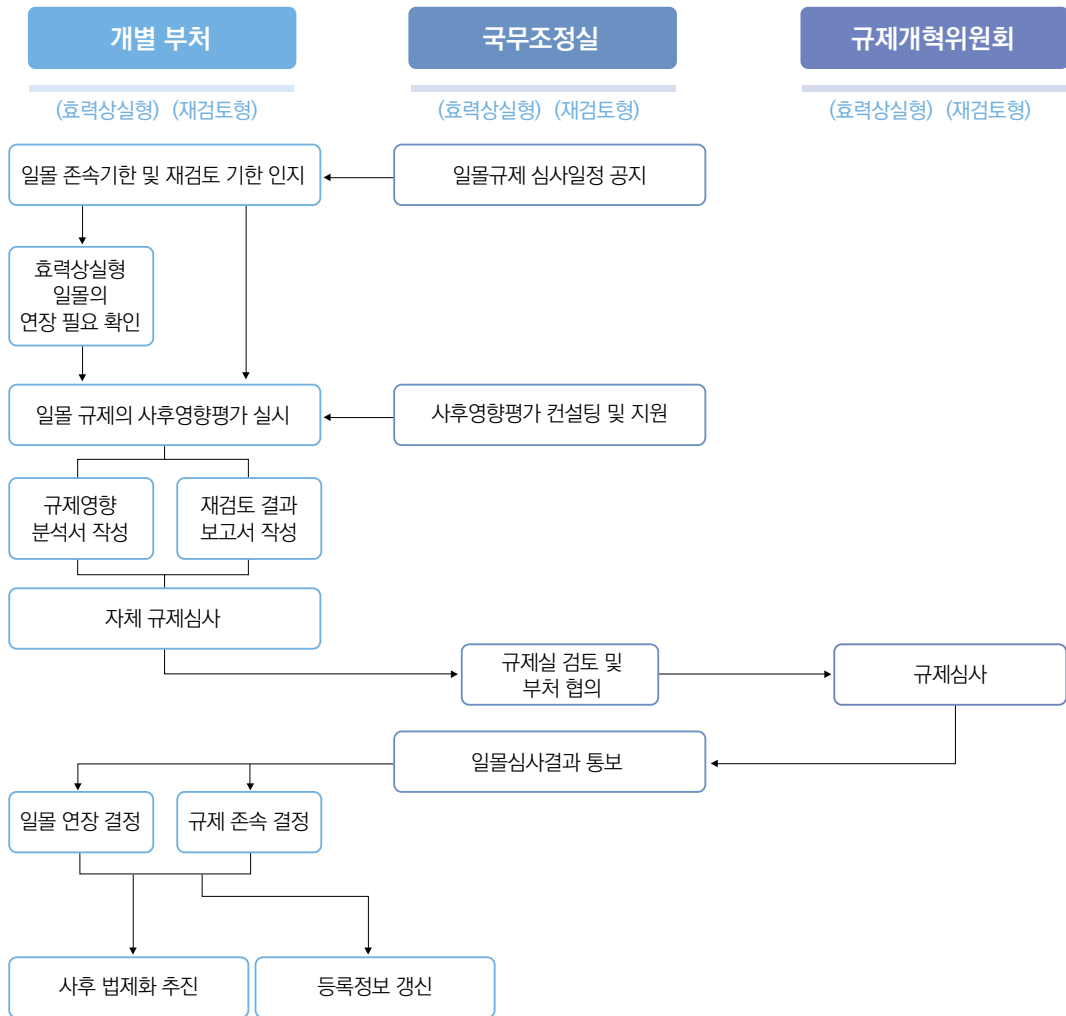 개별 부처
국무조정실
규제개혁위원회
(효력상실형) (재검토형)
(효력상실형) (재검토형)
(효력상실형) (재검토형)
일몰 존속기한 및 재검토 기한 인지
일몰규제 심사일정 공지
효력상실형
일몰의
연장 필요 확인
일몰 규제의 사후영향평가 실시
사후영향평가 컨설팅 및 지원
규제영향
분석서 작성
재검토 결과
보고서 작성
자체 규제심사
규제실 검토 및
부처 협의
규제심사
일몰심사결과 통보
일몰 연장 결정
규제 존속 결정
사후 법제화 추진
등록정보 갱신